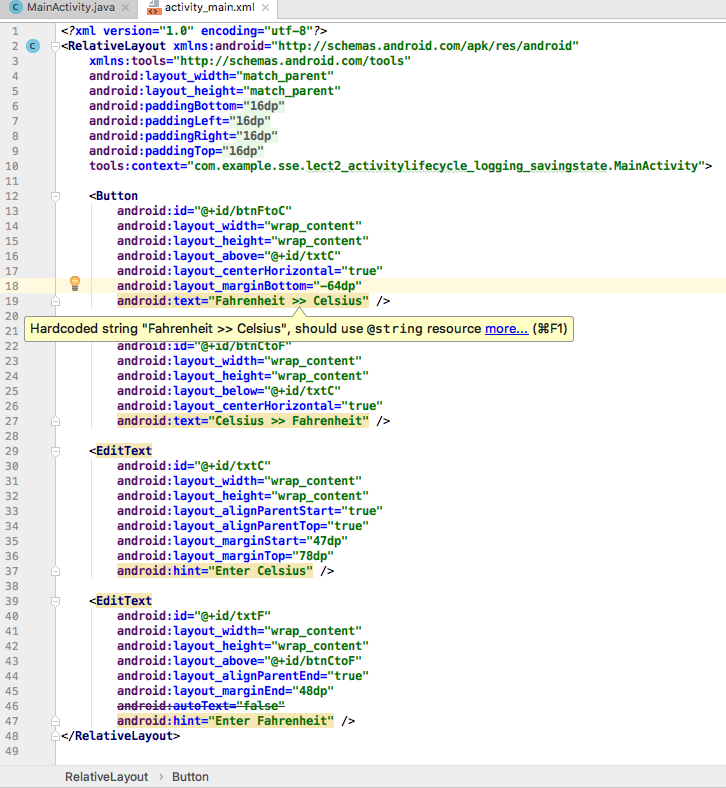 MainActivity.java × activity_main.xml ×
1 <?xml version="1.0" encoding="utf-8"?>
2 <RelativeLayout xmlns:android="http://schemas.android.com/apk/res/android"
3 xmlns:tools="http://schemas.android.com/tools"
4 android:layout_width="match_parent"
5 android:layout_height="match_parent"
6 android:paddingBottom="16dp"
7 android:paddingLeft="16dp"
8 android:paddingRight="16dp"
9 android:paddingTop="16dp"
10 tools:context="com.example.sse.lect2_activitylifecycle_logging_savingstate.MainActivity">
11
12 <Button
13 android:id="@+id/btnFtoC"
14 android:layout_width="wrap_content"
15 android:layout_height="wrap_content"
16 android:layout_above="@+id/txtC"
17 android:layout_centerHorizontal="true"
18 android:layout_marginBottom="-64dp"
19 android:text="Fahrenheit >> Celsius" />
20
21 Hardcoded string "Fahrenheit >> Celsius", should use @string resource more... (⌘F1)
22 android:id="@+id/btnCtoF"
23 android:layout_width="wrap_content"
24 android:layout_height="wrap_content"
25 android:layout_below="@+id/txtC"
26 android:layout_centerHorizontal="true"
27 android:text="Celsius >> Fahrenheit" />
28
29 <EditText
30 android:id="@+id/txtC"
31 android:layout_width="wrap_content"
32 android:layout_height="wrap_content"
33 android:layout_alignParentStart="true"
34 android:layout_alignParentTop="true"
35 android:layout_marginStart="47dp"
36 android:layout_marginTop="78dp"
37 android:hint="Enter Celsius" />
38
39 <EditText
40 android:id="@+id/txtF"
41 android:layout_width="wrap_content"
42 android:layout_height="wrap_content"
43 android:layout_above="@+id/btnCtoF"
44 android:layout_alignParentEnd="true"
45 android:layout_marginEnd="48dp"
46 android:autoText="false"
47 android:hint="Enter Fahrenheit" />
48 </RelativeLayout>
49
RelativeLayout › Button